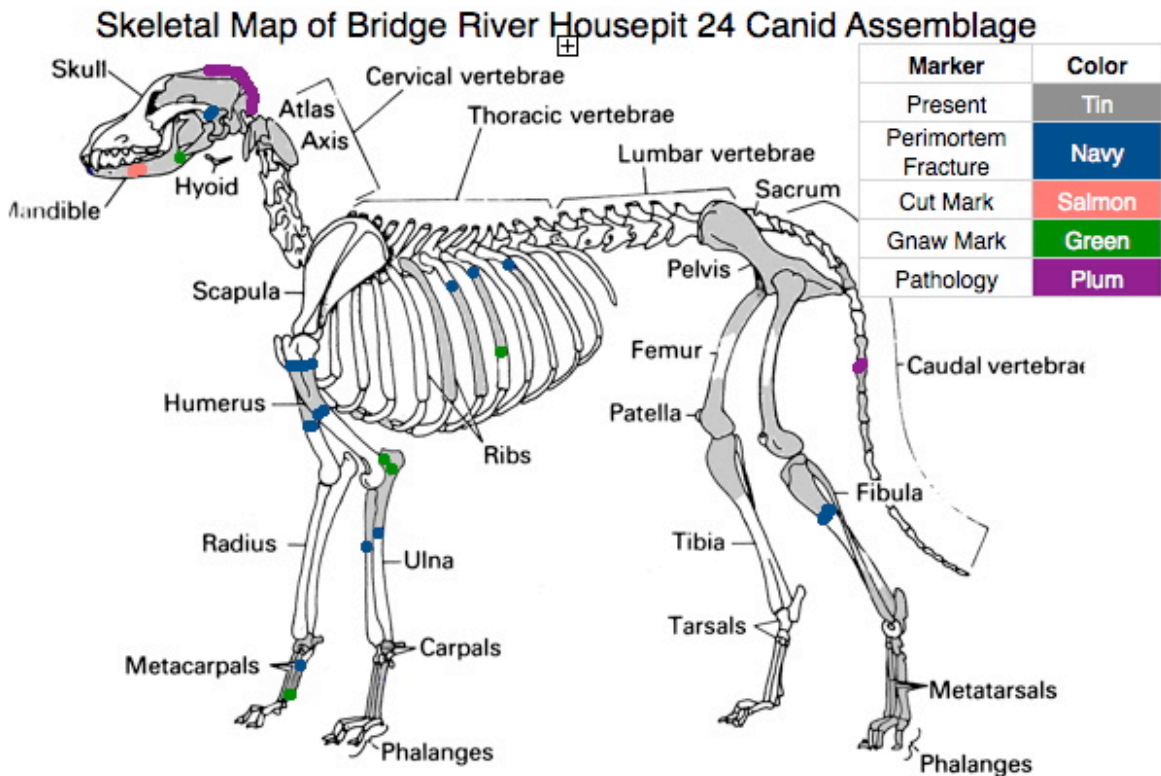 Skeletal Map of Bridge River Housepit 24 Canid Assemblage
Marker Color
Present Tin
Perimortem Fracture Navy
Cut Mark Salmon
Gnaw Mark Green
Pathology Plum
Skull
Cervical vertebrae
Atlas
Axis
Thoracic vertebrae
Lumbar vertebrae
Sacrum
Hyoid
Mandible
Scapula
Pelvis
Femur
Caudal vertebrae
Humerus
Patella
Ribs
Fibula
Radius
Ulna
Tibia
Tarsals
Carpals
Metacarpals
Metatarsals
Phalanges
Phalanges